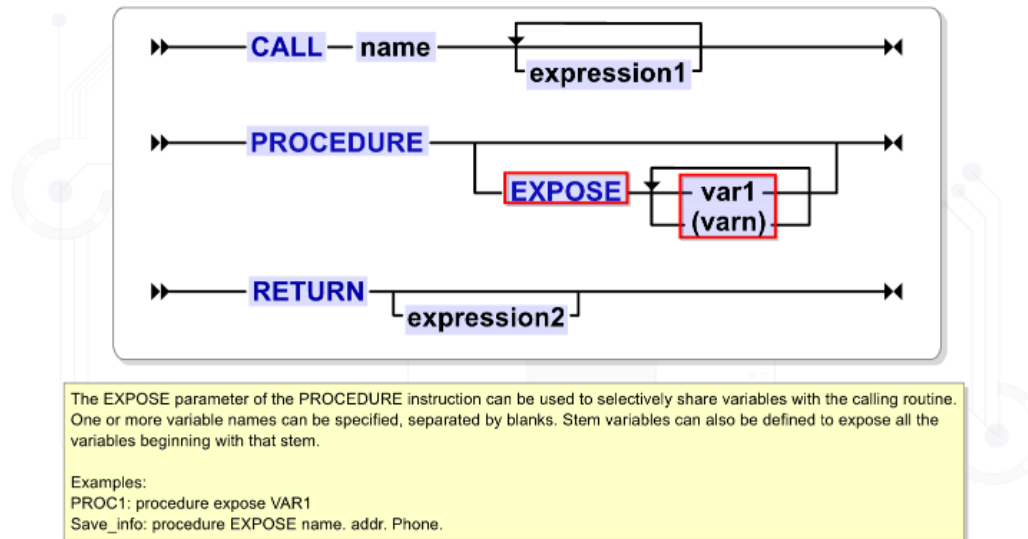 CALL name
expression1
PROCEDURE
EXPOSE var1
(varn)
RETURN
expression2
The EXPOSE parameter of the PROCEDURE instruction can be used to selectively share variables with the calling routine.
One or more variable names can be specified, separated by blanks. Stem variables can also be defined to expose all the
variables beginning with that stem.
Examples:
PROC1: procedure expose VAR1
Save_info: procedure EXPOSE name. addr. Phone.